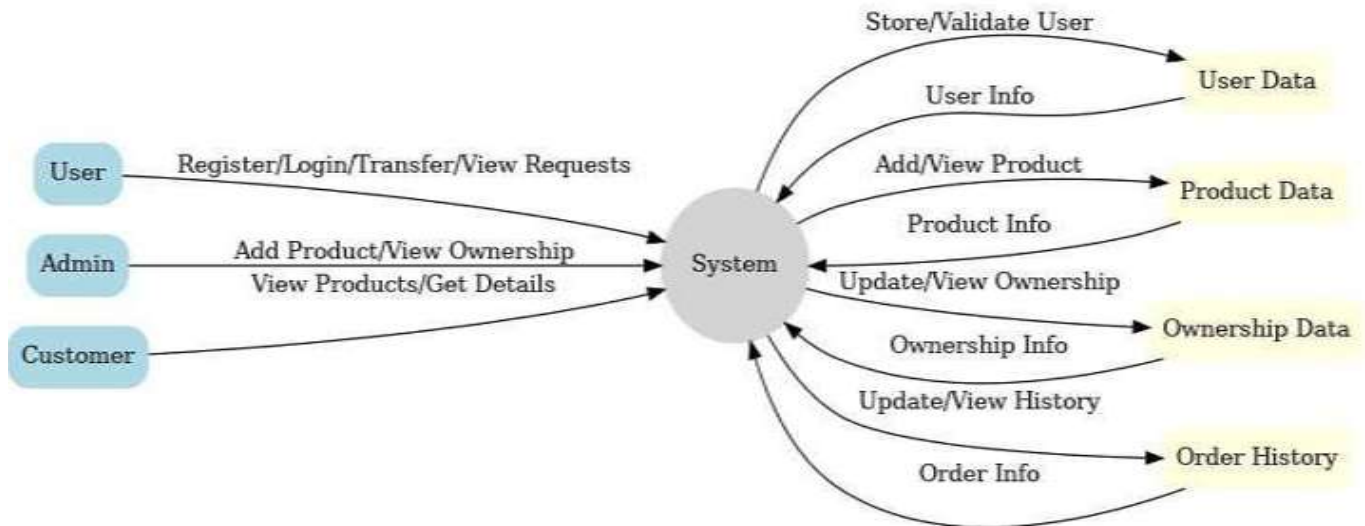 Store/Validate User
User Data
User Info
User
Register/Login/Transfer/View Requests
Add/View Product
Product Data
Product Info
Admin
Add Product/View Ownership
System
View Products/Get Details
Update/View Ownership
Ownership Data
Ownership Info
Customer
Update/View History
Order History
Order Info